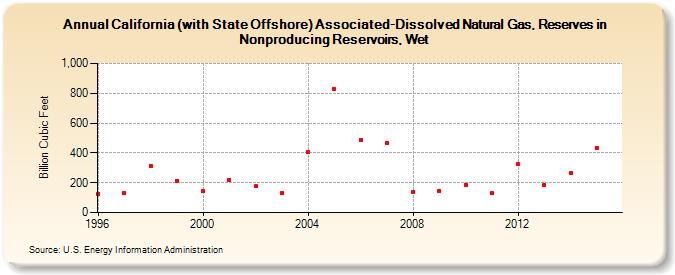 Annual California (with State Offshore) Associated-Dissolved Natural Gas, Reserves in
Nonproducing Reservoirs, Wet
Billion Cubic Feet
1,000
800
600
400
200
0
1996
2000
2004
2008
2012
Source: U.S. Energy Information Administration